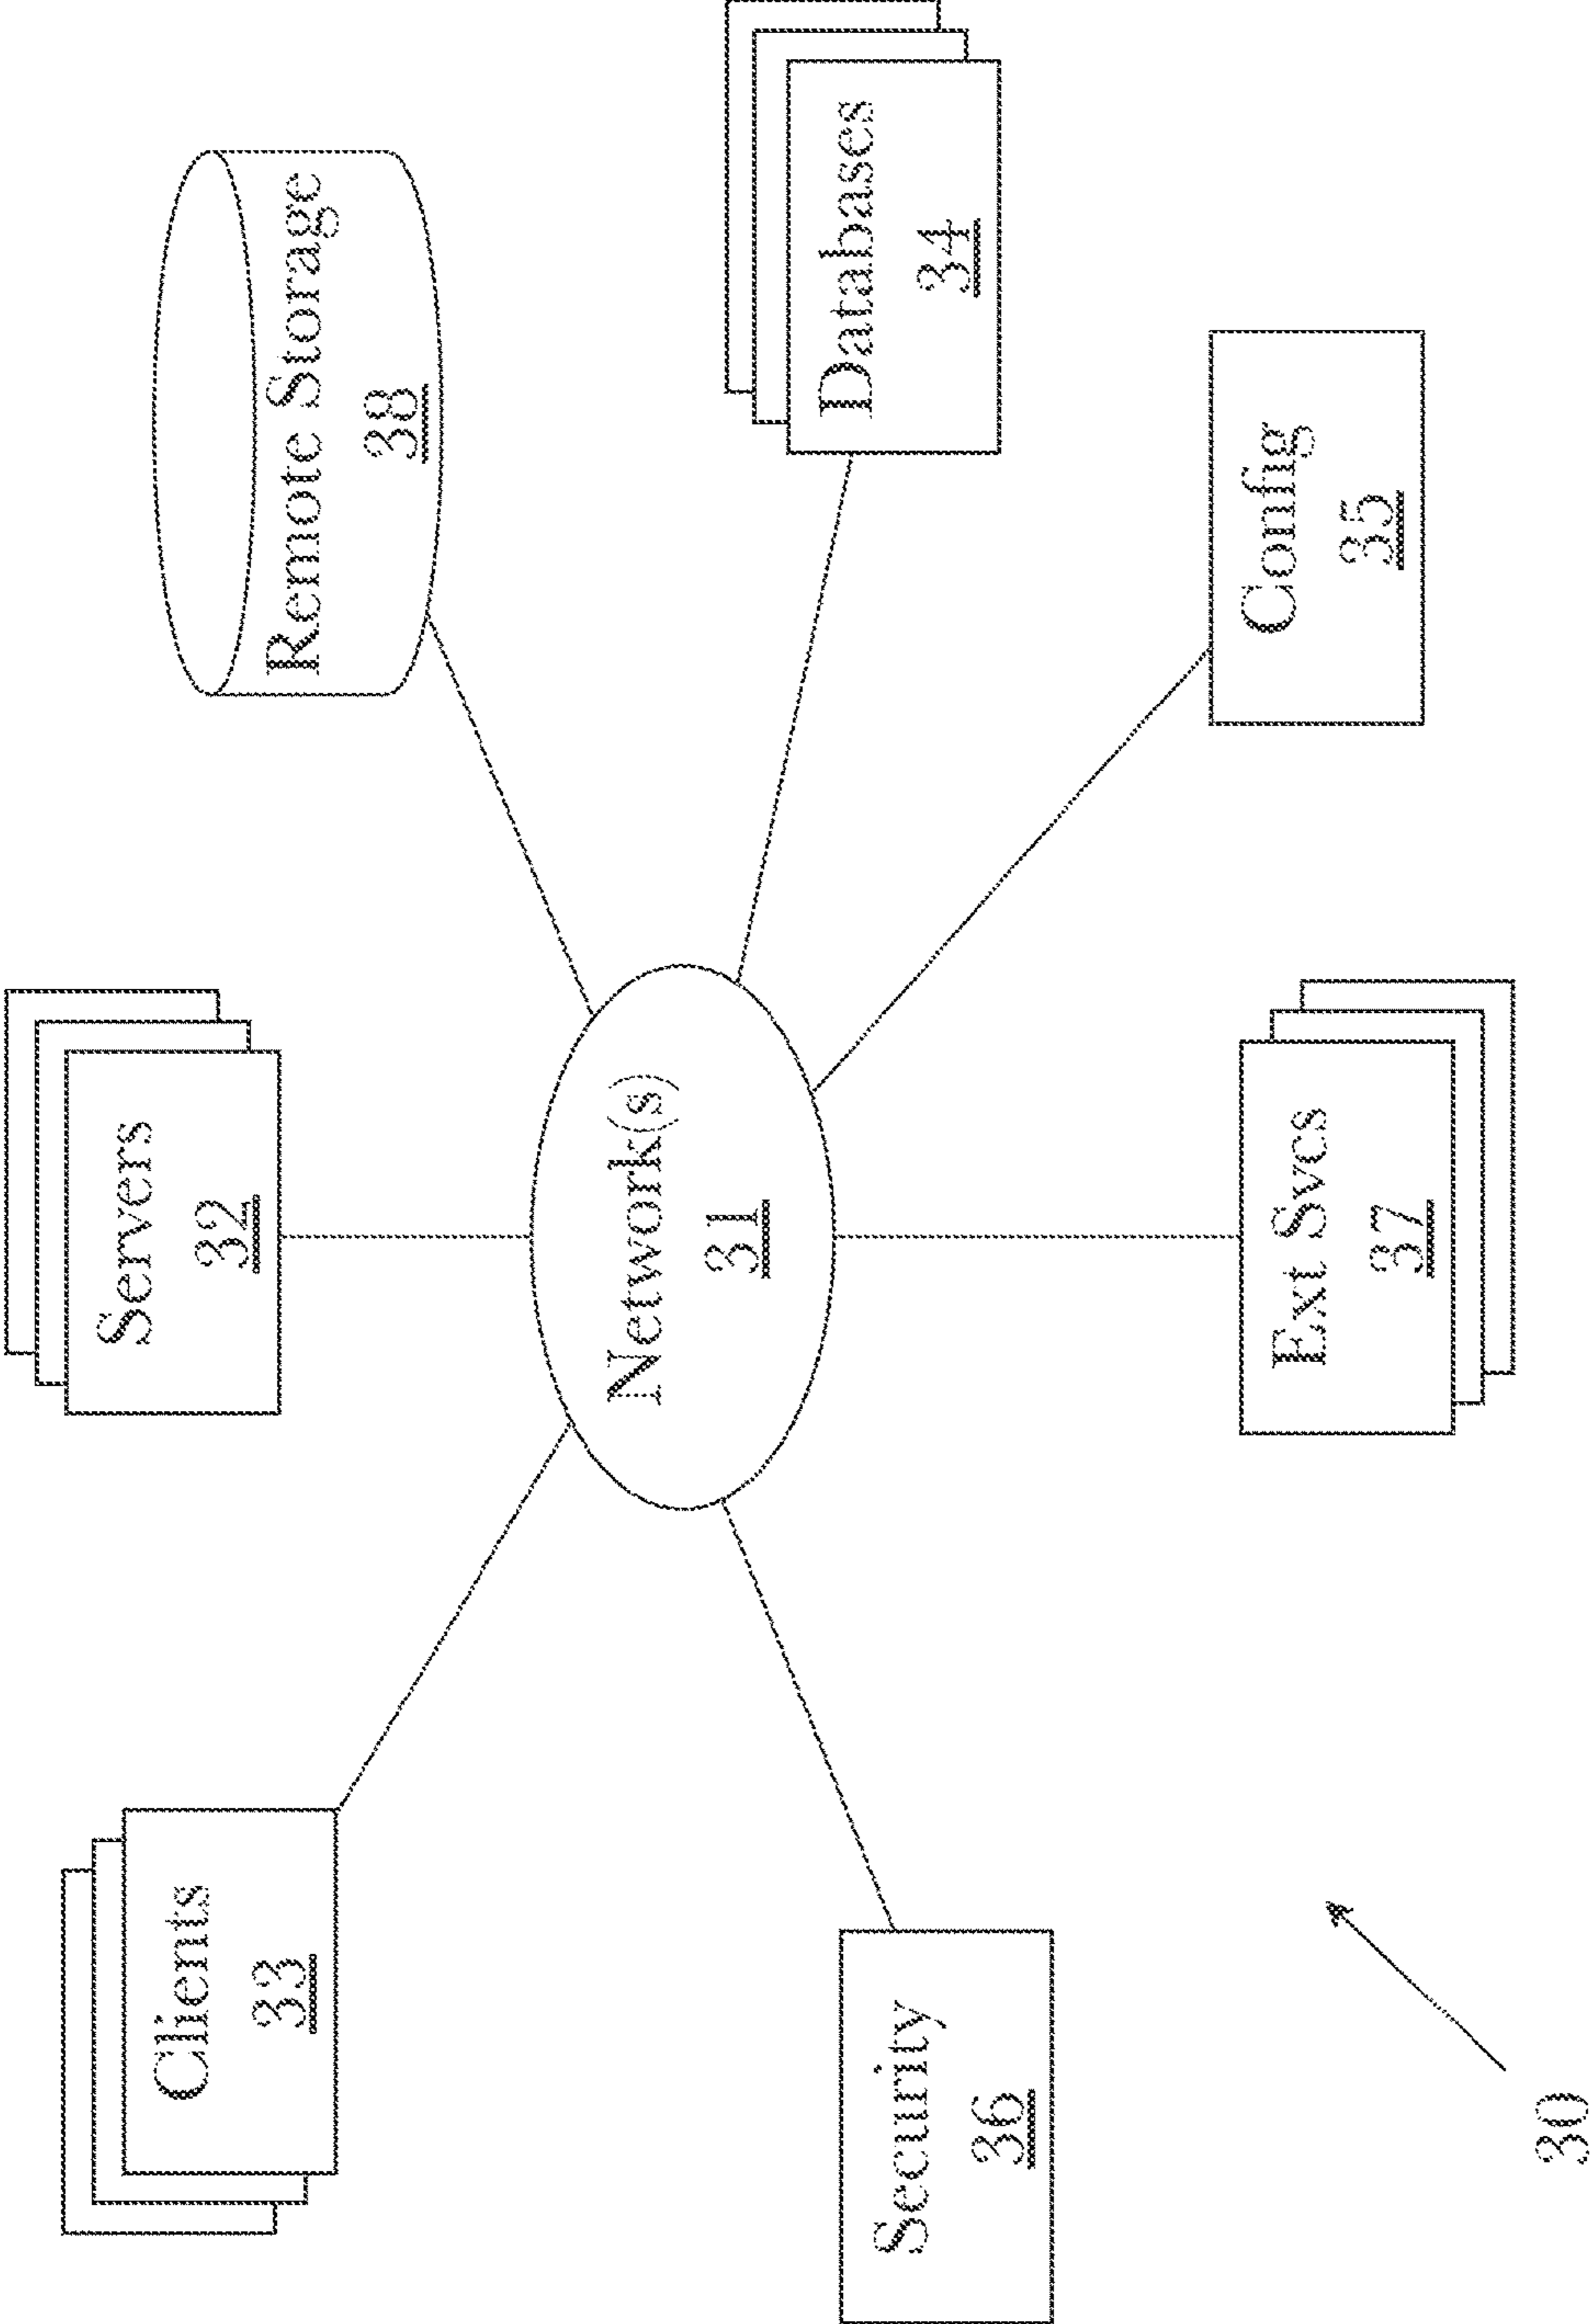 Servers
32
Clients
33
Remote Storage
38
Network(s)
31
Databases
34
Security
36
Ext Svcs
37
Config
35
30